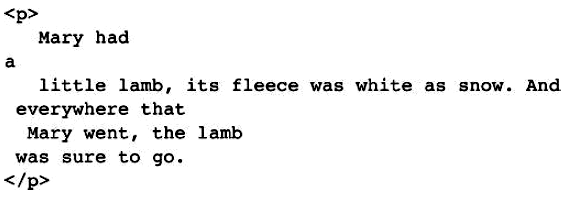 <p>
Mary had
a
little lamb, its fleece was white as snow. And
everywhere that
Mary went, the lamb
was sure to go.
</p>